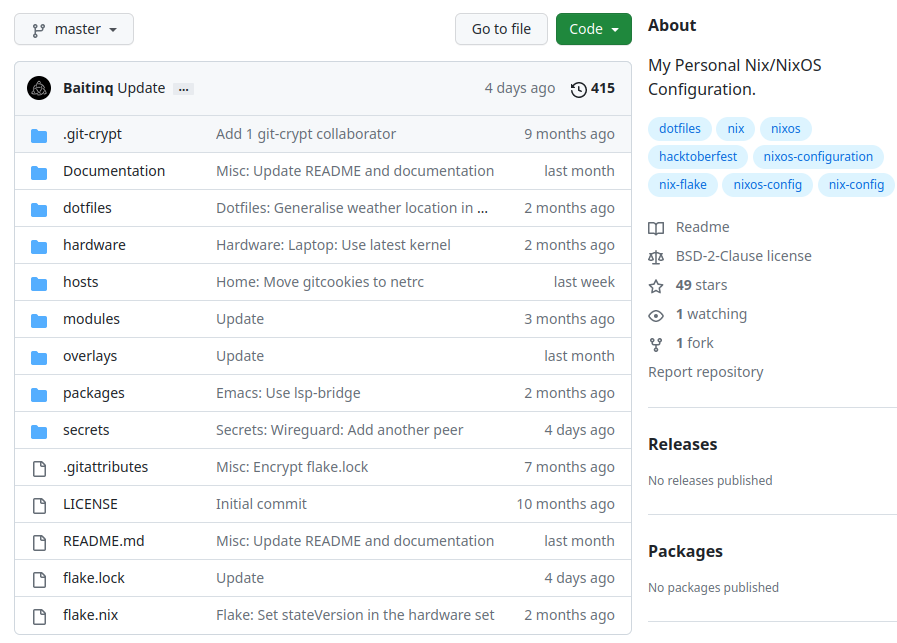 master
Go to file
Code
Baitinq Update ... 4 days ago 415
.git-crypt Add 1 git-crypt collaborator 9 months ago
Documentation Misc: Update README and documentation last month
dotfiles Dotfiles: Generalise weather location in ... 2 months ago
hardware Hardware: Laptop: Use latest kernel 2 months ago
hosts Home: Move gitcookies to netrc last week
modules Update 3 months ago
overlays Update last month
packages Emacs: Use lsp-bridge 2 months ago
secrets Secrets: Wireguard: Add another peer 4 days ago
.gitattributes Misc: Encrypt flake.lock 7 months ago
LICENSE Initial commit 10 months ago
README.md Misc: Update README and documentation last month
flake.lock Update 4 days ago
flake.nix Flake: Set stateVersion in the hardware set 2 months ago
About
My Personal Nix/NixOS
Configuration.
dotfiles nix nixos
hacktoberfest nixos-configuration
nix-flake nixos-config nix-config
Readme
BSD-2-Clause license
49 stars
1 watching
1 fork
Report repository
Releases
No releases published
Packages
No packages published